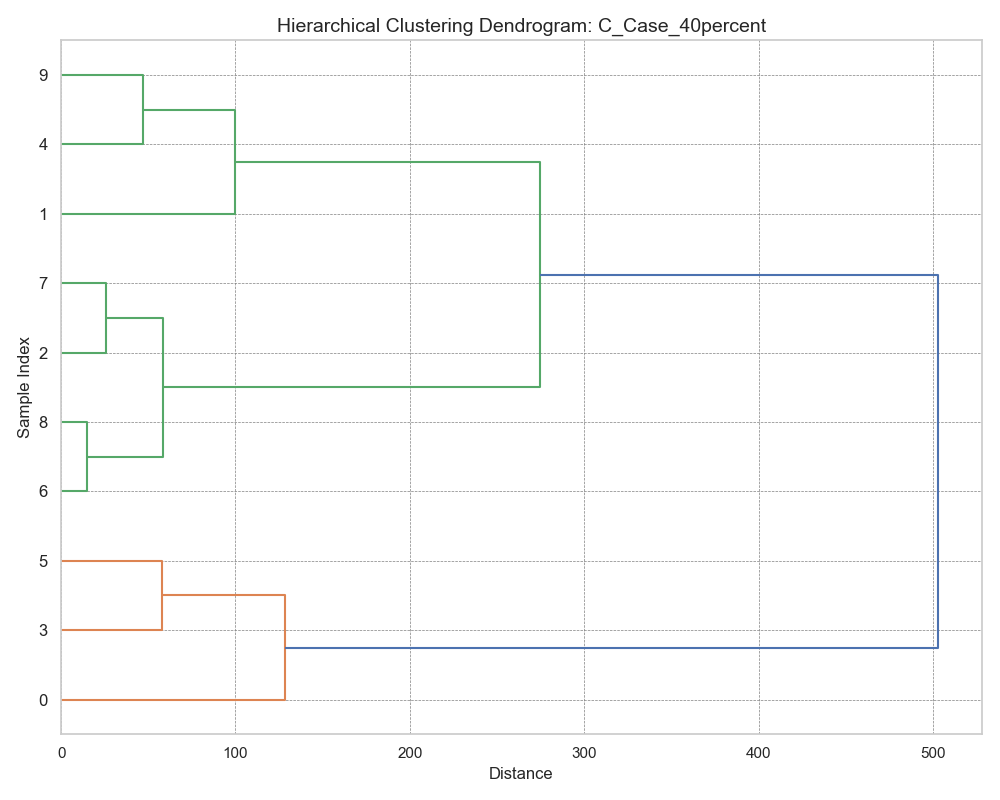 Hierarchical Clustering Dendrogram: C_Case_40percent
9
4
1
7
2
8
6
5
3
0
Sample Index
0 100 200 300 400 500
Distance